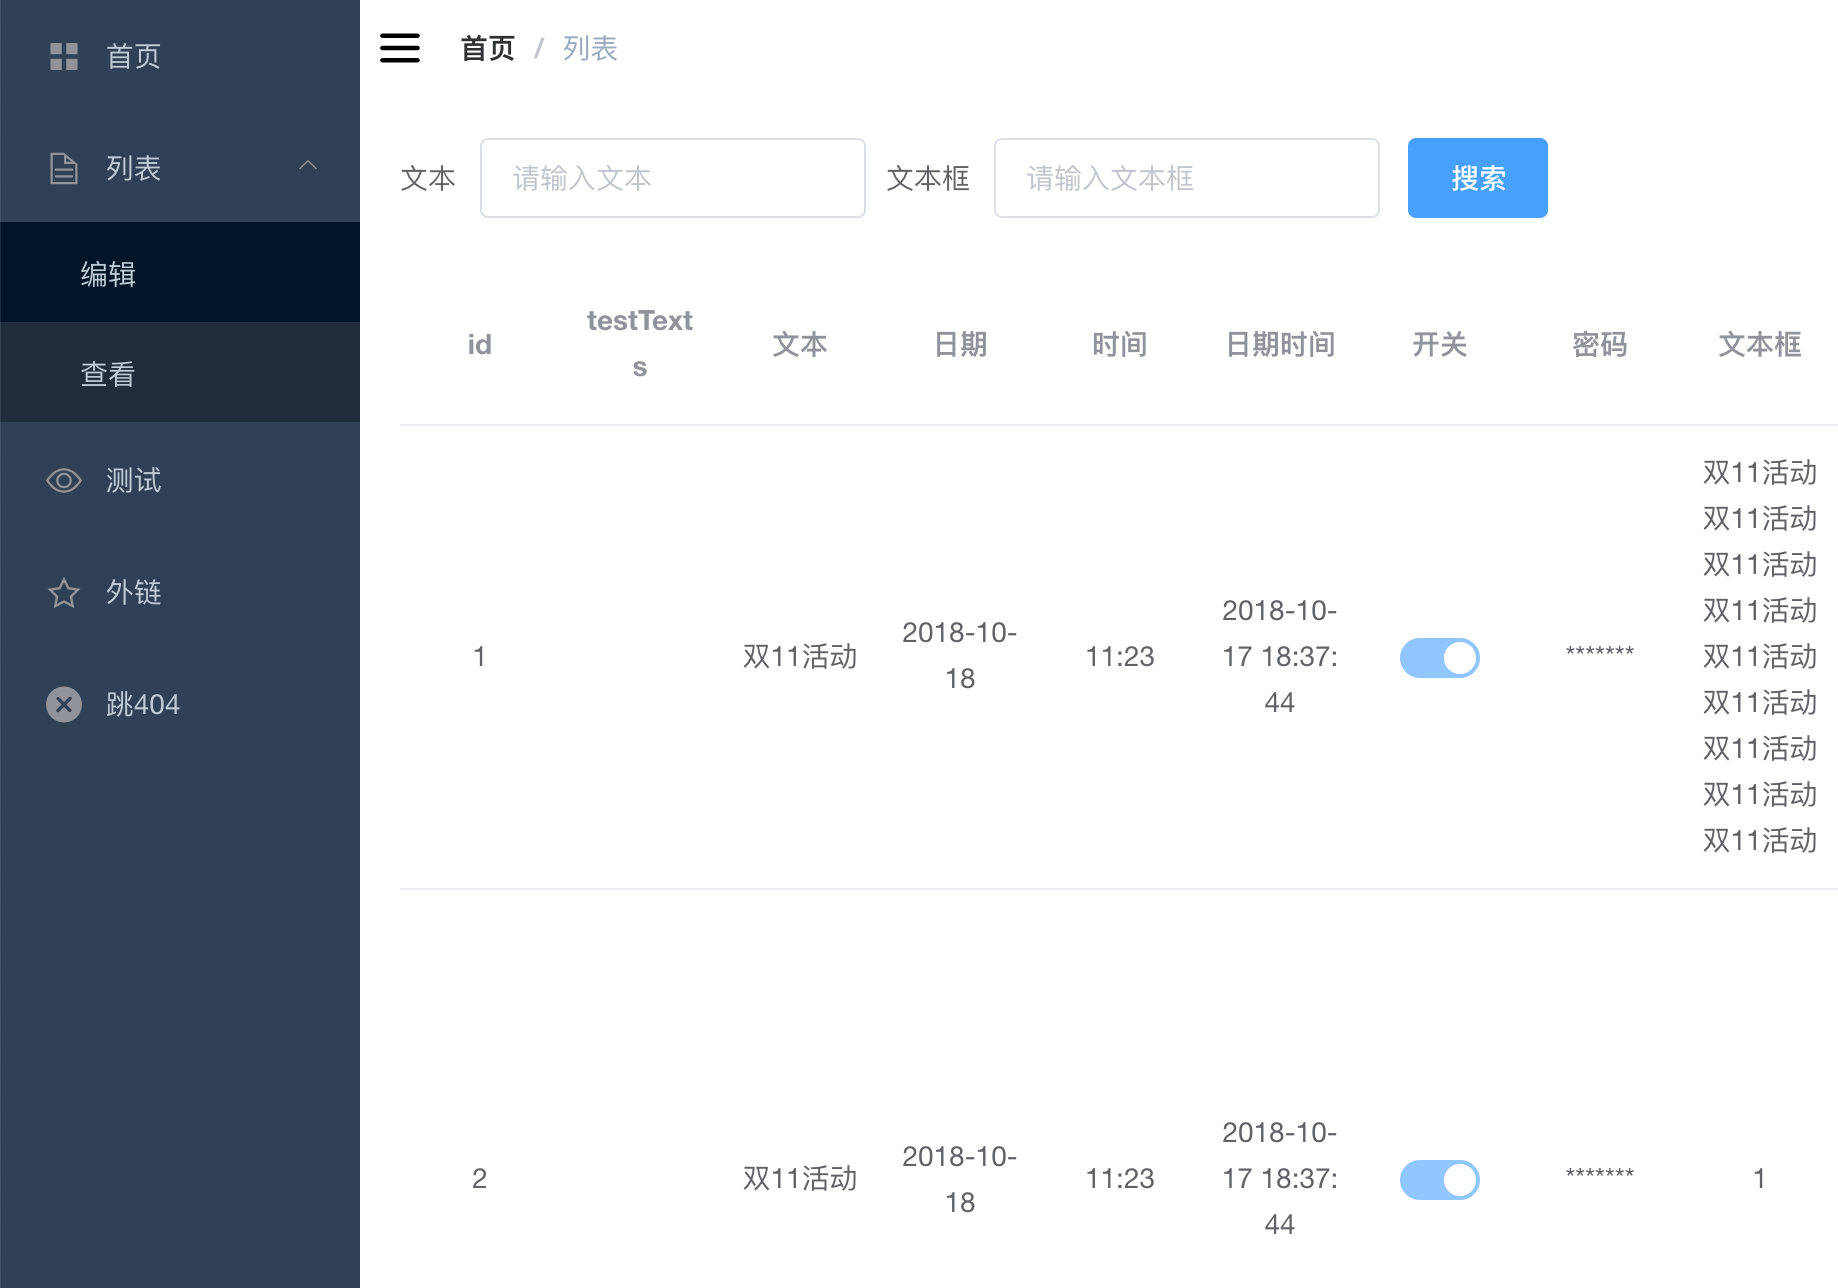 首页
列表
编辑
查看
测试
外链
跳404
首页 / 列表
文本 请输入文本 文本框 请输入文本框 搜索
id testText
s 文本 日期 时间 日期时间 开关 密码 文本框
1
双11活动
2018-10-
18
11:23
2018-10-
17 18:37:
44
*******
双11活动
双11活动
双11活动
双11活动
双11活动
双11活动
双11活动
双11活动
双11活动
2
双11活动
2018-10-
18
11:23
2018-10-
17 18:37:
44
*******
1